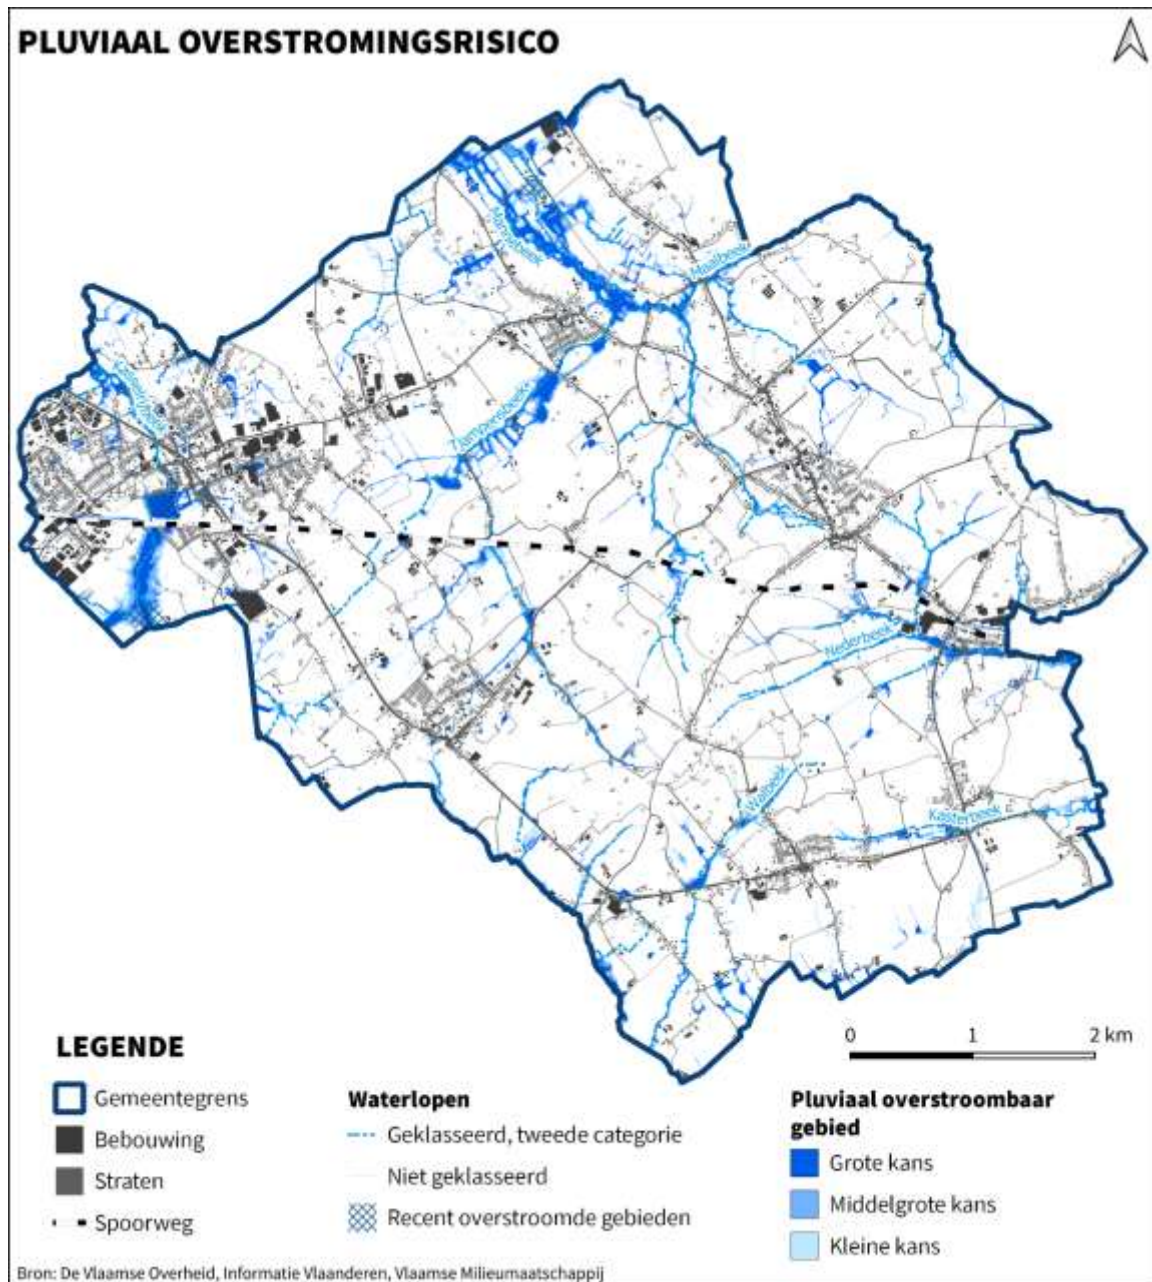 PLUVIAAL OVERSTROMINGSRISICO
Maalbeek
Nederbeek
Walbeek
Kasterbeek
0 1 2 km
LEGENDE
Gemeentegrens
Bebouwing
Straten
Spoorweg
Waterlopen
Geklasseerd, tweede categorie
Niet geklasseerd
Recent overstroomde gebieden
Pluviaal overstroombaar
gebied
Grote kans
Middelgrote kans
Kleine kans
Bron: De Vlaamse Overheid, Informatie Vlaanderen, Vlaamse Milieumaatschappij